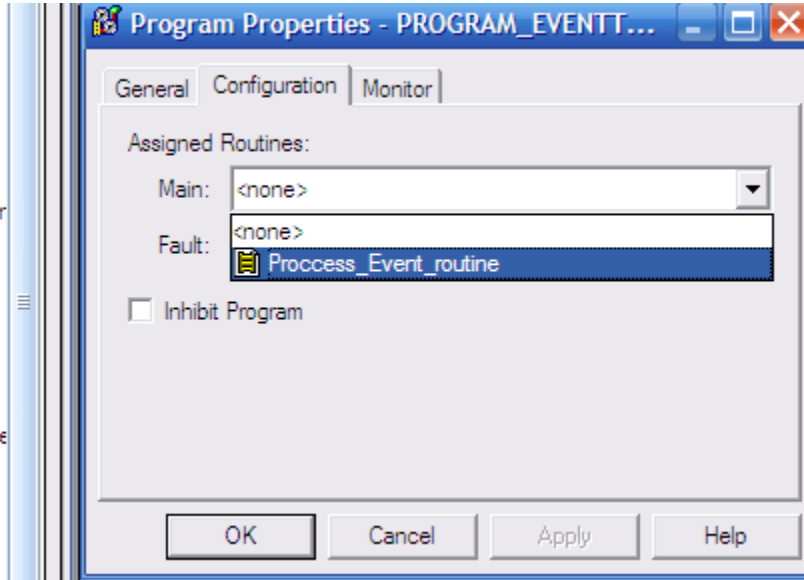 Program Properties - PROGRAM_EVENTT...
General Configuration Monitor
Assigned Routines:
Main: <none>
<none>
Fault:
Proccess_Event_routine
Inhibit Program
OK Cancel Apply Help